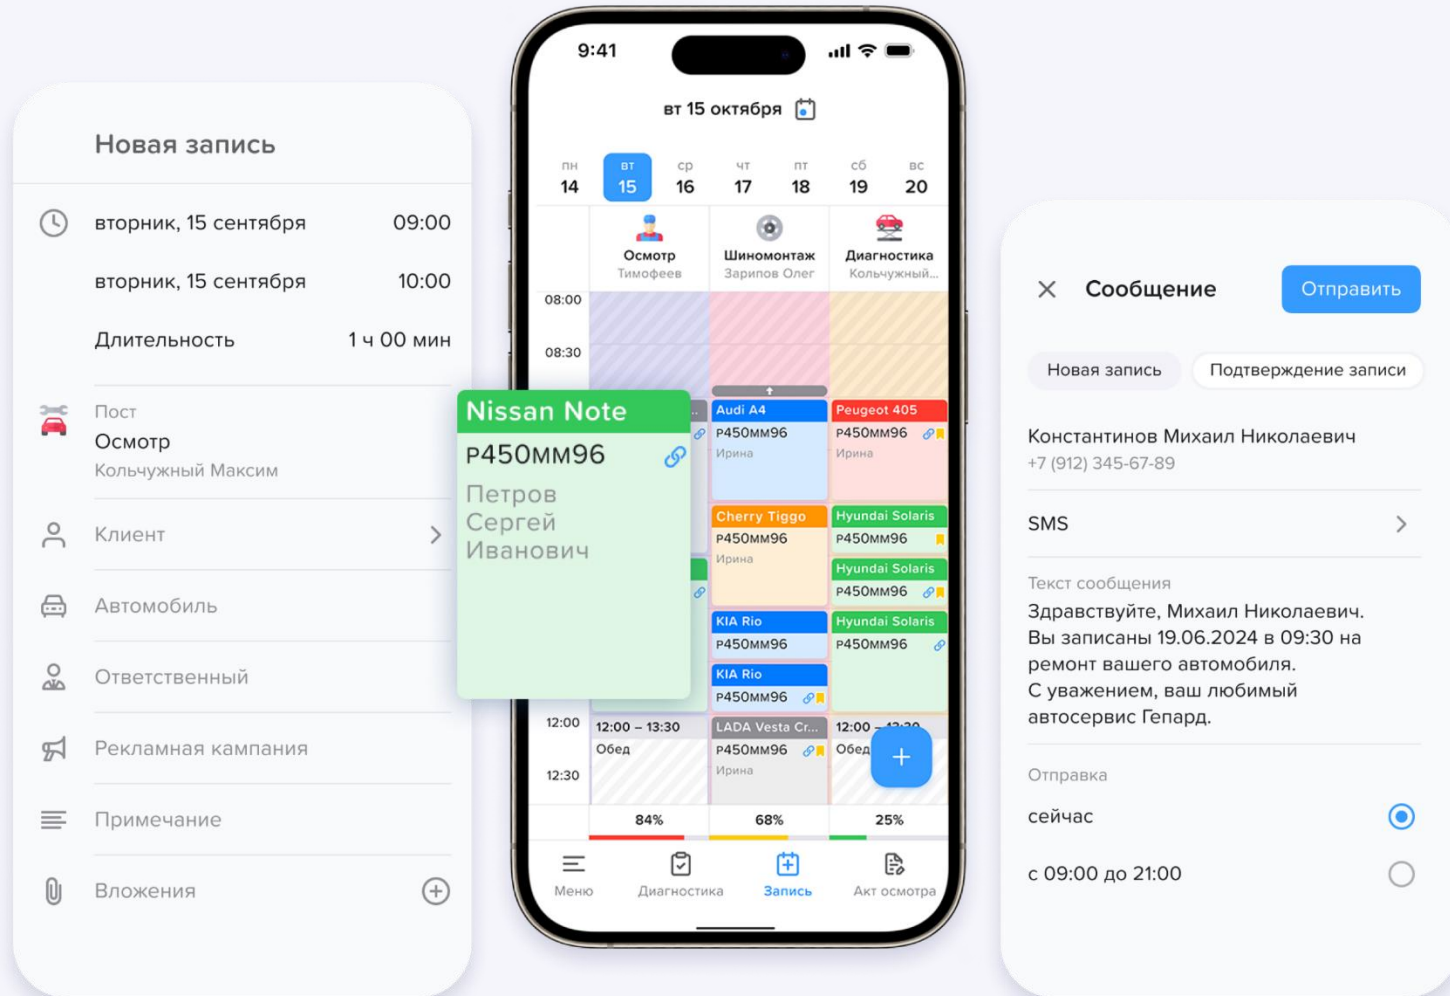 Новая запись
вторник, 15 сентября 09:00
вторник, 15 сентября 10:00
Длительность 1 ч 00 мин
Пост
Осмотр
Кольчужный Максим
Клиент
Автомобиль
Ответственный
Рекламная кампания
Примечание
Вложения
9:41
вт 15 октября
пн вт ср чт пт сб вс
14 15 16 17 18 19 20
Осмотр Шиномонтаж Диагностика
Тимофеев Зарипов Олег Кольчужный...
08:00
08:30
Nissan Note
Р450ММ96
Петров
Сергей
Иванович
Audi A4 Peugeot 405
Р450ММ96 Р450ММ96
Ирина Ирина
Cherry Tiggo Hyundai Solaris
Р450ММ96 Р450ММ96
Ирина
Hyundai Solaris
Р450ММ96
KIA Rio Hyundai Solaris
Р450ММ96 Р450ММ96
KIA Rio
Р450ММ96
12:00 12:00 – 13:30 LADA Vesta Cr... 12:00 –
Обед Р450ММ96 Обед
12:30 Ирина
84% 68% 25%
Меню Диагностика Запись Акт осмотра
Сообщение Отправить
Новая запись Подтверждение записи
Константинов Михаил Николаевич
+7 (912) 345-67-89
SMS
Текст сообщения
Здравствуйте, Михаил Николаевич.
Вы записаны 19.06.2024 в 09:30 на
ремонт вашего автомобиля.
С уважением, ваш любимый
автосервис Гепард.
Отправка
сейчас
с 09:00 до 21:00